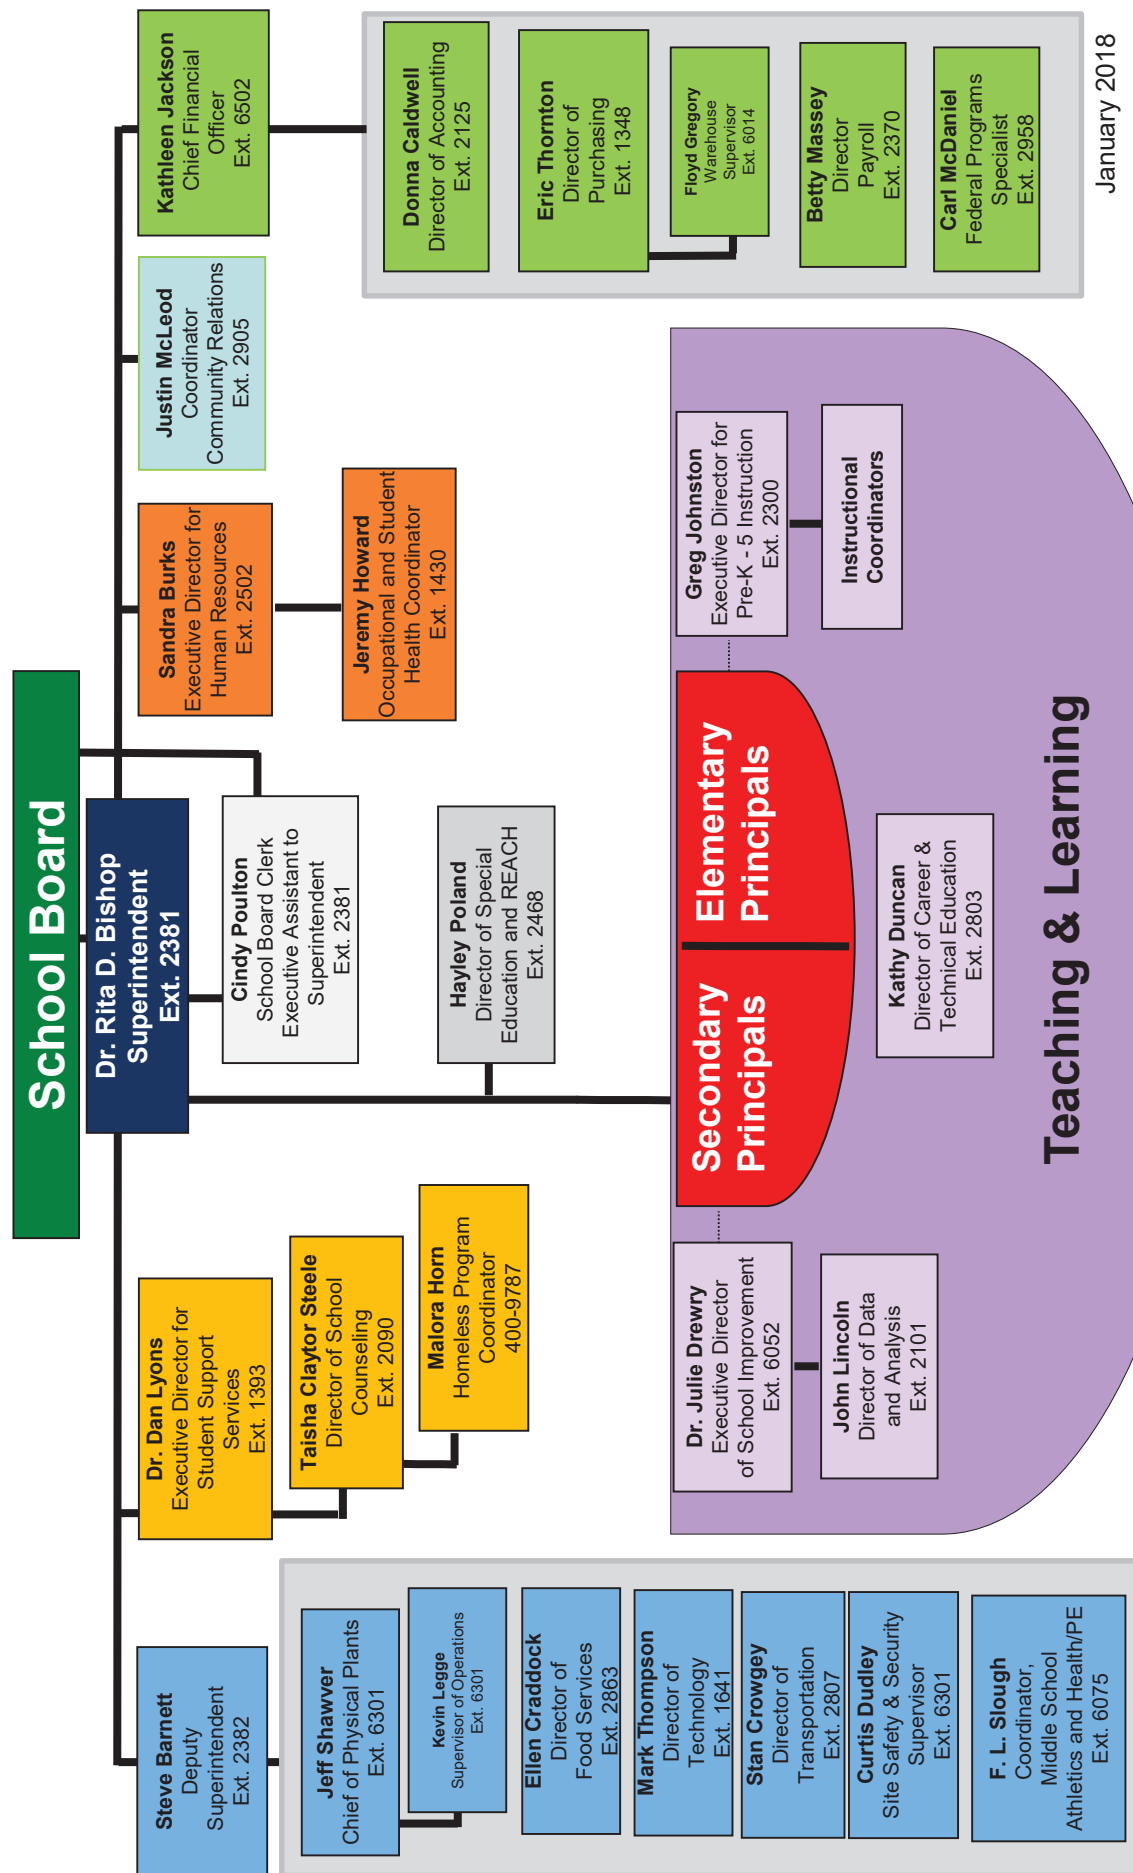 School Board
Dr. Rita D. Bishop
Superintendent
Ext. 2381
Cindy Poulton
School Board Clerk
Executive Assistant to
Superintendent
Ext. 2381
Steve Barnett
Deputy
Superintendent
Ext. 2382
Dr. Dan Lyons
Executive Director for
Student Support
Services
Ext. 1393
Sandra Burks
Executive Director for
Human Resources
Ext. 2502
Justin McLeod
Coordinator
Community Relations
Ext. 2905
Kathleen Jackson
Chief Financial
Officer
Ext. 6502
Jeff Shawver
Chief of Physical Plants
Ext. 6301
Kevin Legge
Supervisor of Operations
Ext. 6301
Ellen Craddock
Director of
Food Services
Ext. 2863
Mark Thompson
Director of
Technology
Ext. 1641
Stan Crowgey
Director of
Transportation
Ext. 2807
Curtis Dudley
Site Safety & Security
Supervisor
Ext. 6301
F. L. Slough
Coordinator,
Middle School
Athletics and Health/PE
Ext. 6075
Taisha Claytor Steele
Director of School
Counseling
Ext. 2090
Malora Horn
Homeless Program
Coordinator
400-9787
Hayley Poland
Director of Special
Education and REACH
Ext. 2468
Jeremy Howard
Occupational and Student
Health Coordinator
Ext. 1430
Donna Caldwell
Director of Accounting
Ext. 2125
Eric Thornton
Director of
Purchasing
Ext. 1348
Floyd Gregory
Warehouse
Supervisor
Ext. 6014
Betty Massey
Director
Payroll
Ext. 2370
Carl McDaniel
Federal Programs
Specialist
Ext. 2958
Dr. Julie Drewry
Executive Director
of School Improvement
Ext. 6052
John Lincoln
Director of Data
and Analysis
Ext. 2101
Secondary
Principals
Elementary
Principals
Greg Johnston
Executive Director for
Pre-K - 5 Instruction
Ext. 2300
Instructional
Coordinators
Kathy Duncan
Director of Career &
Technical Education
Ext. 2803
Teaching & Learning
January 2018